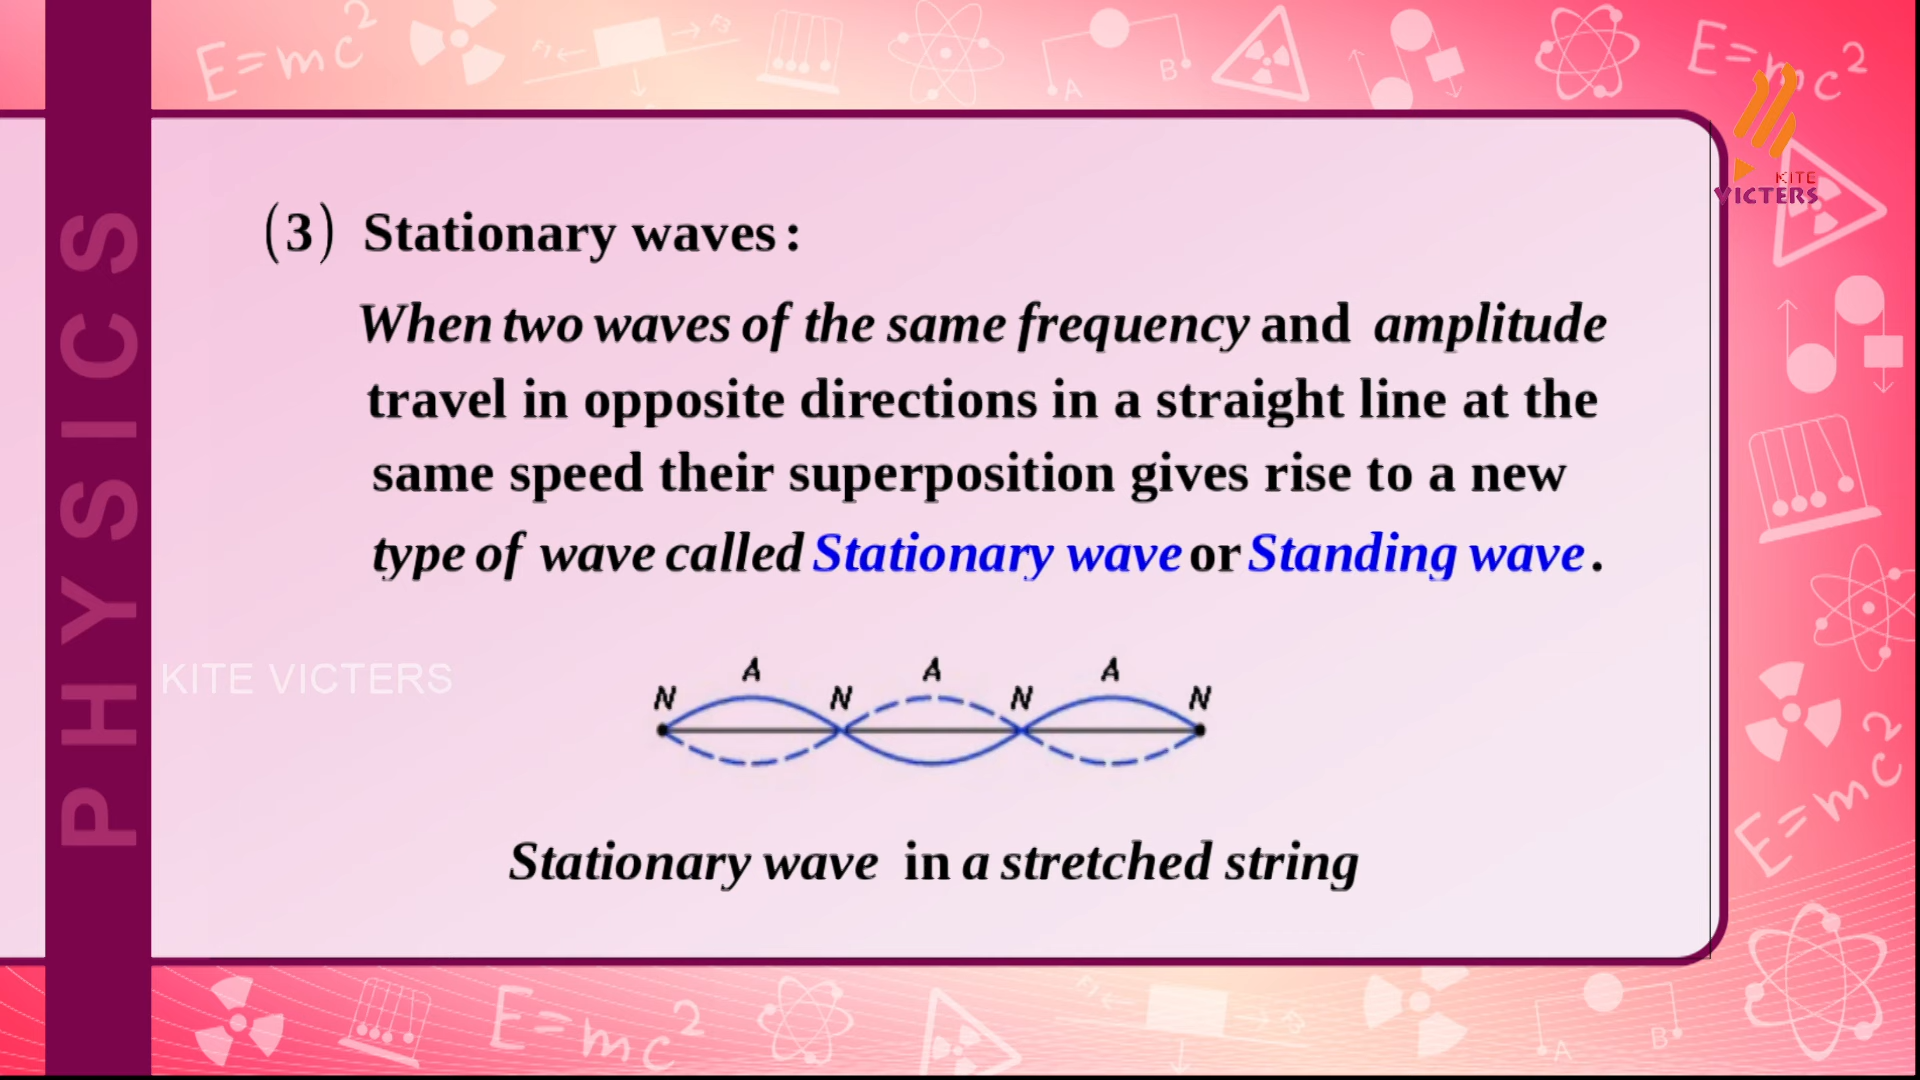 E=mc²
F1 F2
A B
E=mc²
KITE
VICTERS
PHYSICS
(3) Stationary waves :
When two waves of the same frequency and amplitude
travel in opposite directions in a straight line at the
same speed their superposition gives rise to a new
type of wave called Stationary wave or Standing wave .
KITE VICTERS
A A A
N N N N
Stationary wave in a stretched string
E=mc²
E=mc²
A B